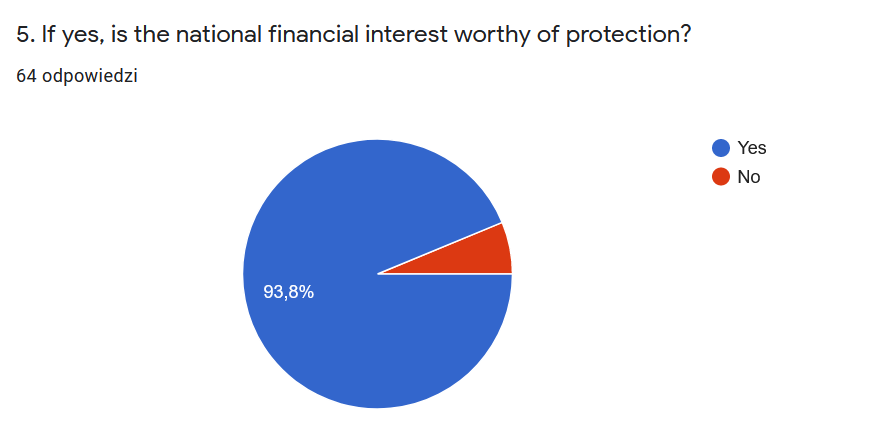 5. If yes, is the national financial interest worthy of protection?
64 odpowiedzi
Yes
No
93,8%